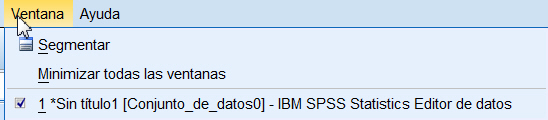 Ventana Ayuda
Segmentar
Minimizar todas las ventanas
1 *Sin título1 [Conjunto_de_datos0] - IBM SPSS Statistics Editor de datos